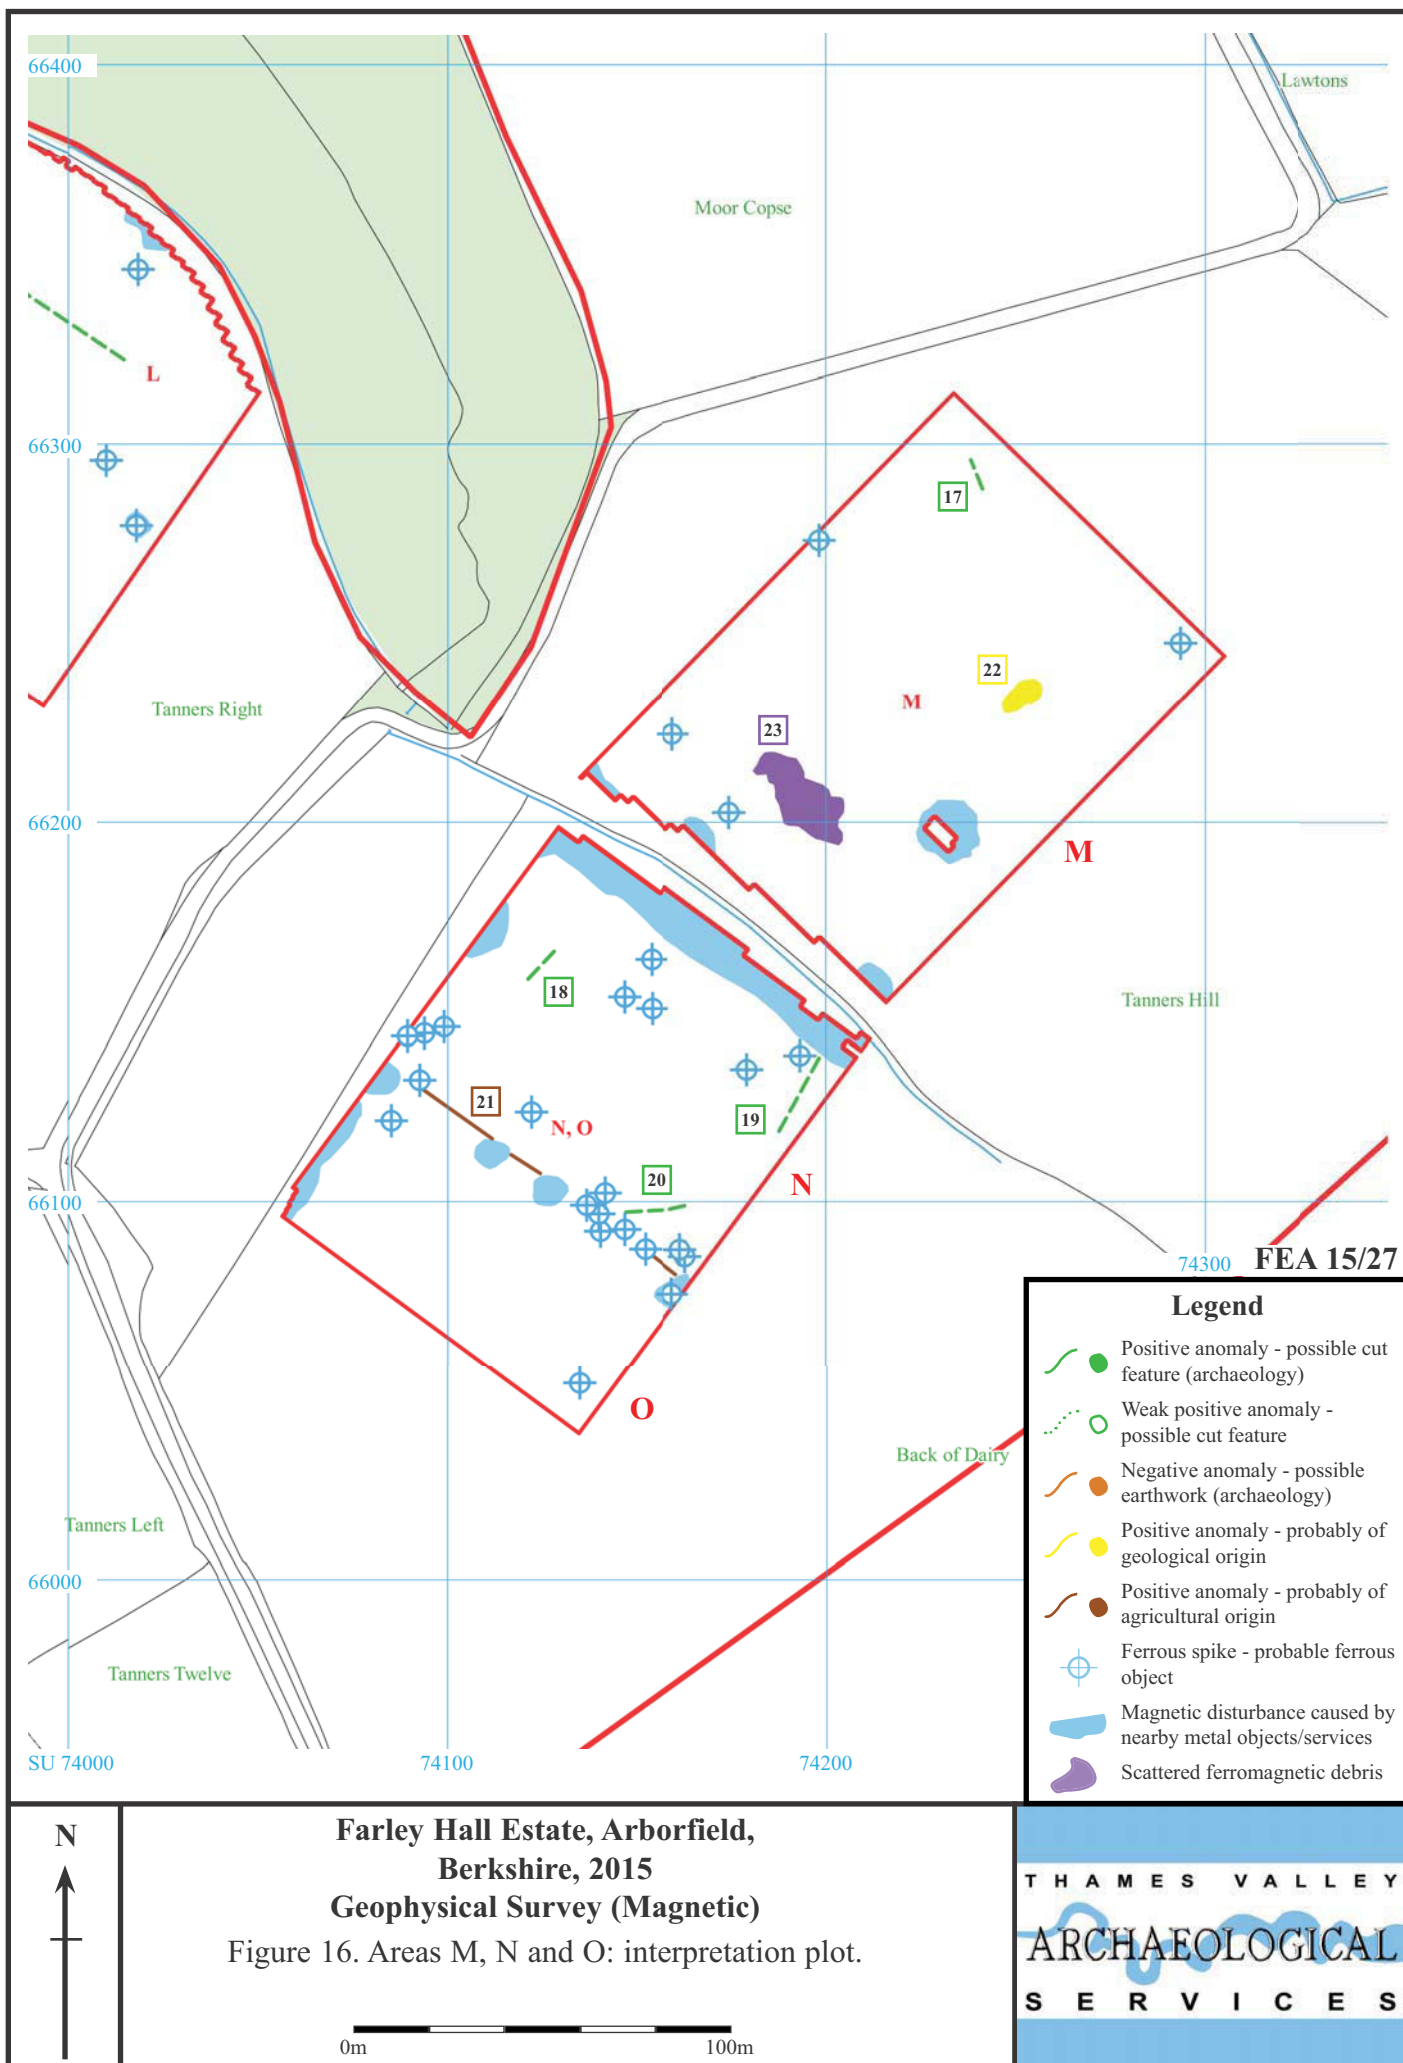 66400
Lawtons
Moor Copse
L
66300
17
Tanners Right
22
M
23
66200
M
18
Tanners Hill
21
N, O
19
20
N
66100
74300
FEA 15/27
O
Back of Dairy
Tanners Left
66000
Tanners Twelve
SU 74000
74100
74200
Legend
Positive anomaly - possible cut
feature (archaeology)
Weak positive anomaly -
possible cut feature
Negative anomaly - possible
earthwork (archaeology)
Positive anomaly - probably of
geological origin
Positive anomaly - probably of
agricultural origin
Ferrous spike - probable ferrous
object
Magnetic disturbance caused by
nearby metal objects/services
Scattered ferromagnetic debris
N
Farley Hall Estate, Arborfield,
Berkshire, 2015
Geophysical Survey (Magnetic)
Figure 16. Areas M, N and O: interpretation plot.
0m
100m
THAMES VALLEY
ARCHAEOLOGICAL
SERVICES